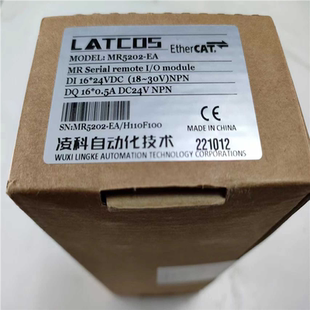 LATCOS EtherCAT
MODEL: MR5202-EA
MR Serial remote I/O module
DI 16*24VDC (18~30V)NPN
DQ 16*0.5A DC24V NPN
SN:MR5202-EA/H110F100
CE
MADE IN CHINA
凌科自动化技术
WUXI LINGKE AUTOMATION TECHNOLOGY CORPORATION
221012